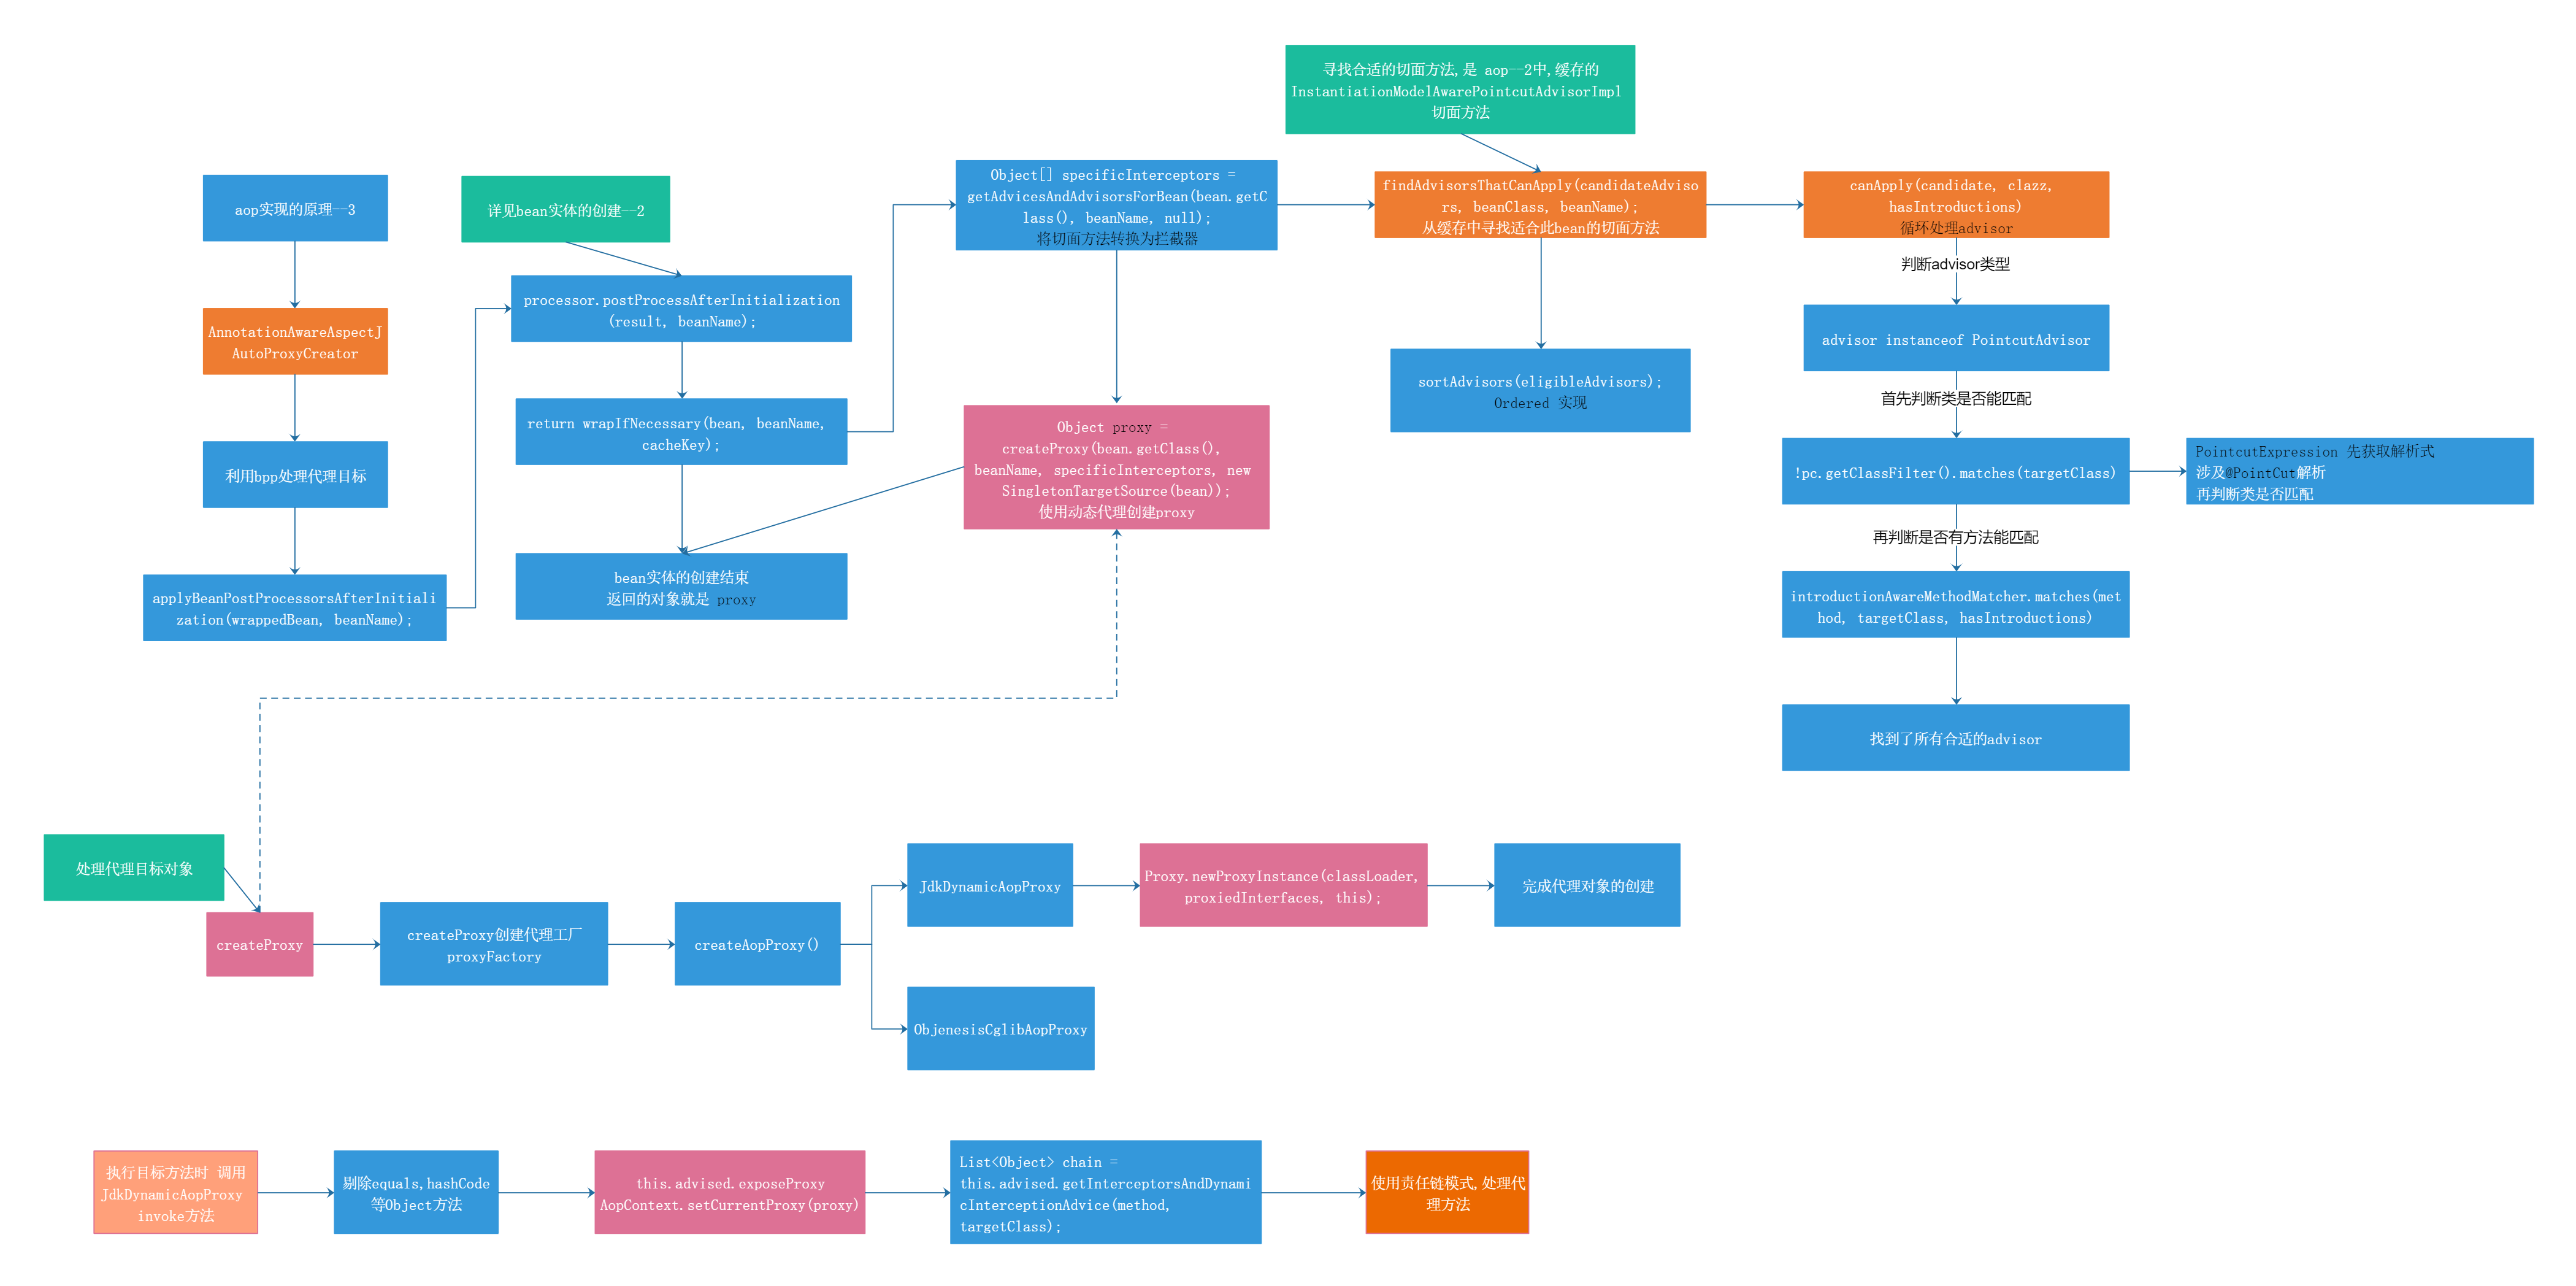 寻找合适的切面方法,是 aop--2中,缓存的
InstantiationModelAwarePointcutAdvisorImpl
切面方法
aop实现的原理--3
AnnotationAwareAspectJ
AutoProxyCreator
利用bpp处理代理目标
applyBeanPostProcessorsAfterInitiali
zation(wrappedBean, beanName);
详见bean实体的创建--2
processor.postProcessAfterInitialization
(result, beanName);
return wrapIfNecessary(bean, beanName,
cacheKey);
bean实体的创建结束
返回的对象就是 proxy
Object[] specificInterceptors =
getAdvicesAndAdvisorsForBean(bean.getC
lass(), beanName, null);
将切面方法转换为拦截器
Object proxy =
createProxy(bean.getClass(),
beanName, specificInterceptors, new
SingletonTargetSource(bean));
使用动态代理创建proxy
findAdvisorsThatCanApply(candidateAdviso
rs, beanClass, beanName);
从缓存中寻找适合此bean的切面方法
sortAdvisors(eligibleAdvisors);
Ordered 实现
canApply(candidate, clazz,
hasIntroductions)
循环处理advisor
判断advisor类型
advisor instanceof PointcutAdvisor
首先判断类是否能匹配
!pc.getClassFilter().matches(targetClass)
PointcutExpression 先获取解析式
涉及@PointCut解析
再判断类是否匹配
再判断是否有方法能匹配
introductionAwareMethodMatcher.matches(met
hod, targetClass, hasIntroductions)
找到了所有合适的advisor
处理代理目标对象
createProxy
createProxy创建代理工厂
proxyFactory
createAopProxy()
JdkDynamicAopProxy
Proxy.newProxyInstance(classLoader,
proxiedInterfaces, this);
完成代理对象的创建
ObjenesisCglibAopProxy
执行目标方法时 调用
JdkDynamicAopProxy
invoke方法
剔除equals,hashCode
等Object方法
this.advised.exposeProxy
AopContext.setCurrentProxy(proxy)
List<Object> chain =
this.advised.getInterceptorsAndDynami
cInterceptionAdvice(method,
targetClass);
使用责任链模式,处理代
理方法